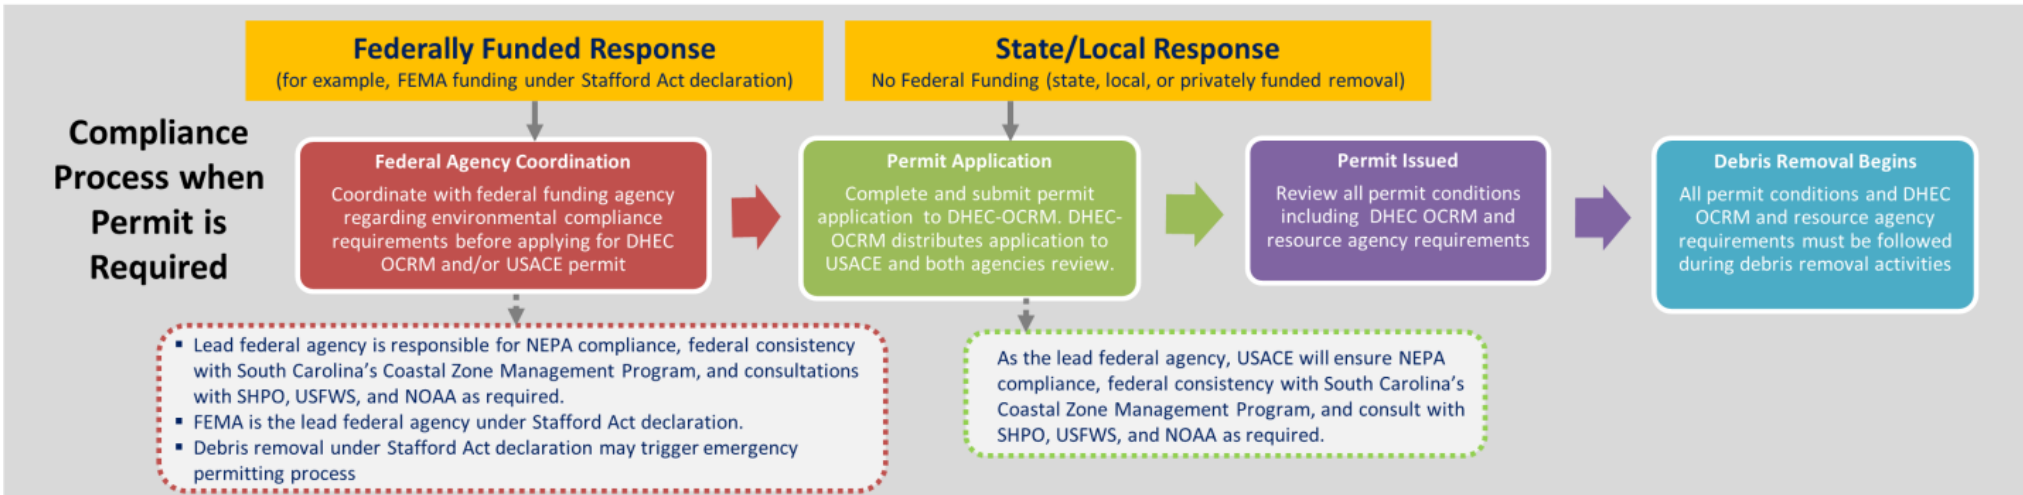 Compliance
Process when
Permit is
Required
Federally Funded Response
(for example, FEMA funding under Stafford Act declaration)
State/Local Response
No Federal Funding (state, local, or privately funded removal)
Federal Agency Coordination
Coordinate with federal funding agency
regarding environmental compliance
requirements before applying for DHEC
OCRM and/or USACE permit
Permit Application
Complete and submit permit
application to DHEC-OCRM. DHEC-
OCRM distributes application to
USACE and both agencies review.
Permit Issued
Review all permit conditions
including DHEC OCRM and
resource agency requirements
Debris Removal Begins
All permit conditions and DHEC
OCRM and resource agency
requirements must be followed
during debris removal activities
▪ Lead federal agency is responsible for NEPA compliance, federal consistency
with South Carolina's Coastal Zone Management Program, and consultations
with SHPO, USFWS, and NOAA as required.
▪ FEMA is the lead federal agency under Stafford Act declaration.
▪ Debris removal under Stafford Act declaration may trigger emergency
permitting process
As the lead federal agency, USACE will ensure NEPA
compliance, federal consistency with South Carolina's
Coastal Zone Management Program, and consult with
SHPO, USFWS, and NOAA as required.